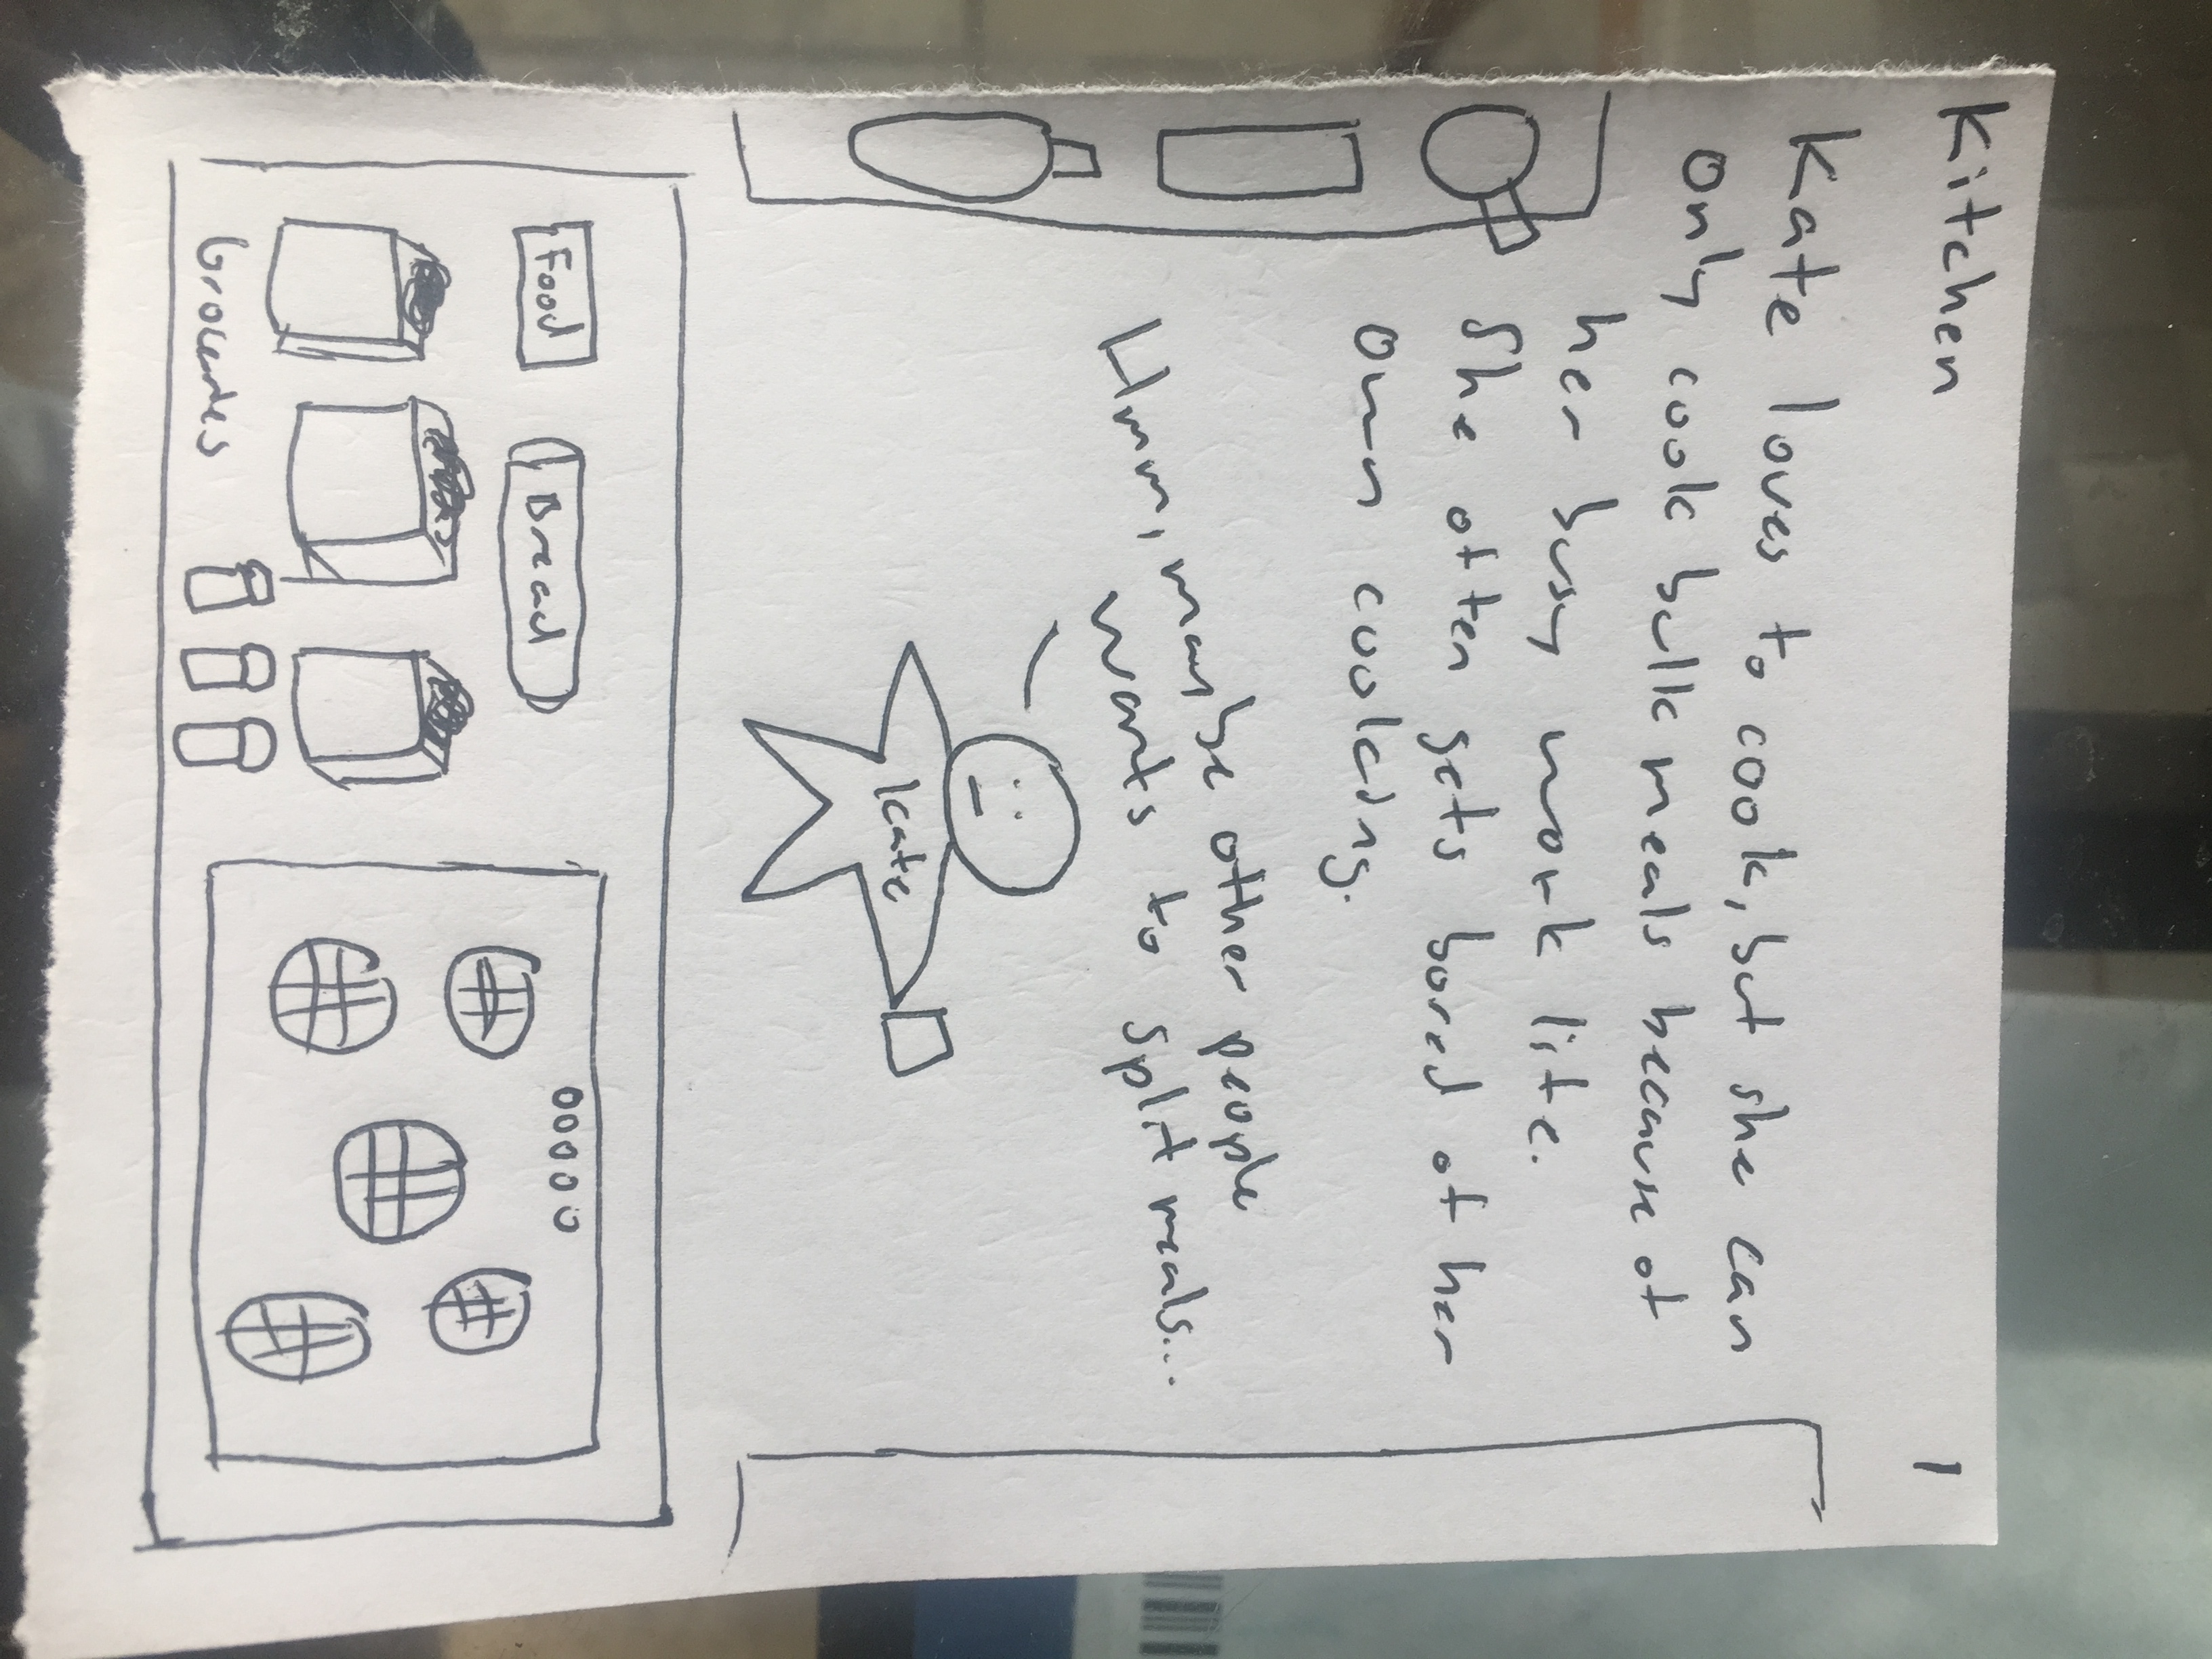 Kitchen
1
Kate loves to cook, but she can
only cook bulk meals because of
her busy work life.
She often gets bored of her
own cooking.
Hmm, maybe other people
wants to split meals...
Kate
Food
Bread
Groceries